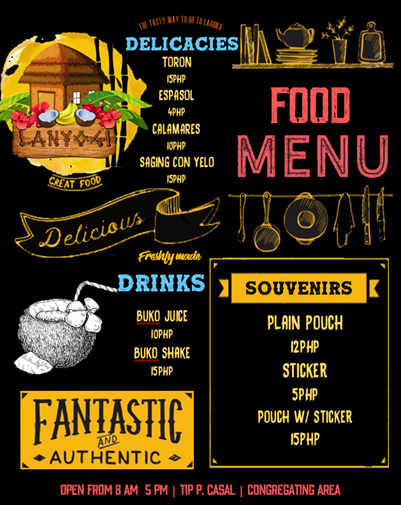 THE TASTY WAY TO GO TO LAGUNA
DELICACIES
TORON
15PHP
ESPASOL
4PHP
CALAMARES
10PHP
SAGING CON YELO
15PHP
GREAT FOOD
FOOD
MENU
Delicious
Freshly made
DRINKS
BUKO JUICE
10PHP
BUKO SHAKE
15PHP
FANTASTIC
AND
AUTHENTIC
SOUVENIRS
PLAIN POUCH
12PHP
STICKER
5PHP
POUCH W/ STICKER
15PHP
OPEN FROM 8 AM 5 PM | TIP P. CASAL | CONGREGATING AREA